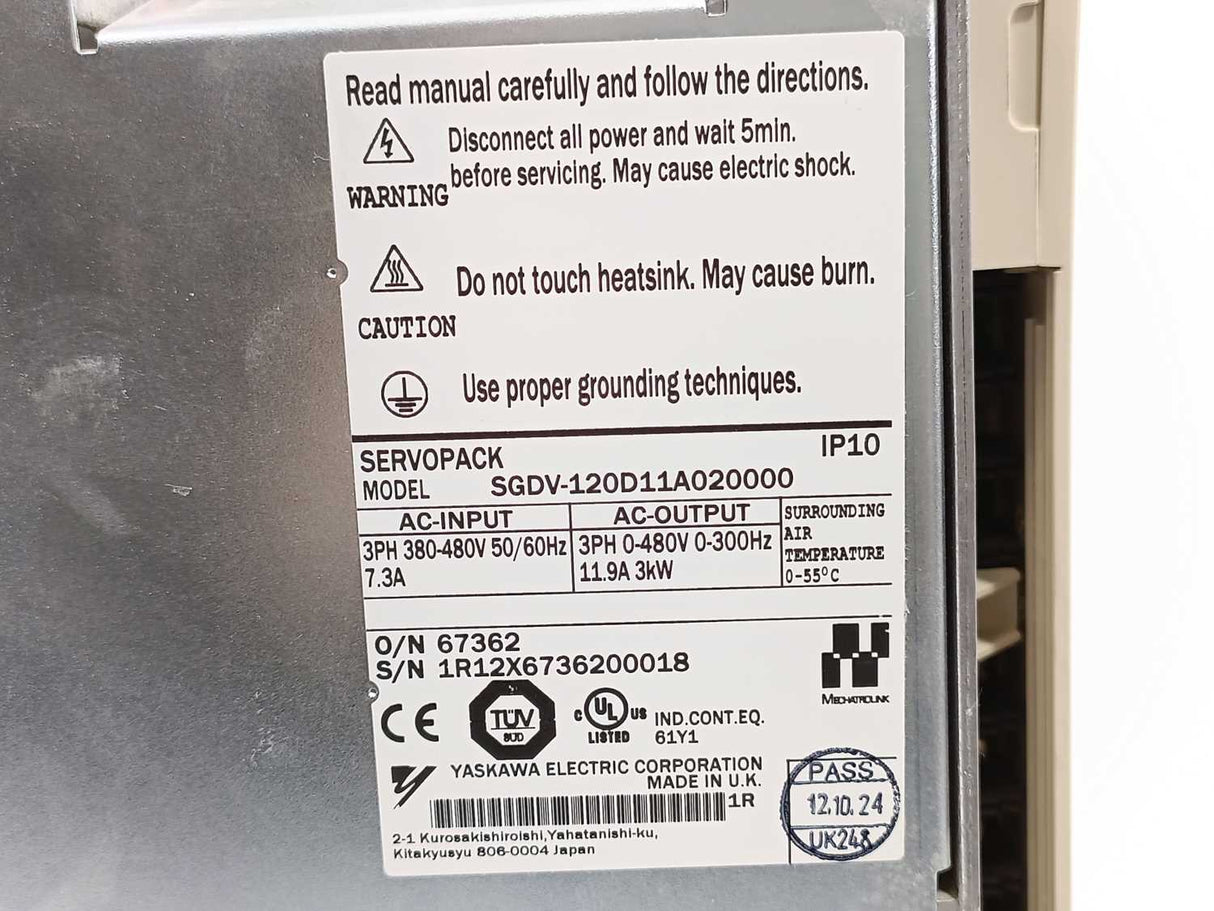 Read manual carefully and follow the directions.
Disconnect all power and wait 5min.
before servicing. May cause electric shock.
WARNING
Do not touch heatsink. May cause burn.
CAUTION
Use proper grounding techniques.
SERVOPACK IP10
MODEL SGDV-120D11A020000
AC-INPUT AC-OUTPUT SURROUNDING
AIR
TEMPERATURE
0-55°C
3PH 380-480V 50/60Hz 3PH 0-480V 0-300Hz
7.3A 11.9A 3kW
O/N 67362
S/N 1R12X6736200018
MECHATROLINK
CE TÜV SÜD c UL US LISTED IND.CONT.EQ.
61Y1
YASKAWA ELECTRIC CORPORATION
MADE IN U.K.
1R
2-1 Kurosakishiroishi,Yahatanishi-ku,
Kitakyusyu 806-0004 Japan
PASS
12.10.24
UK248